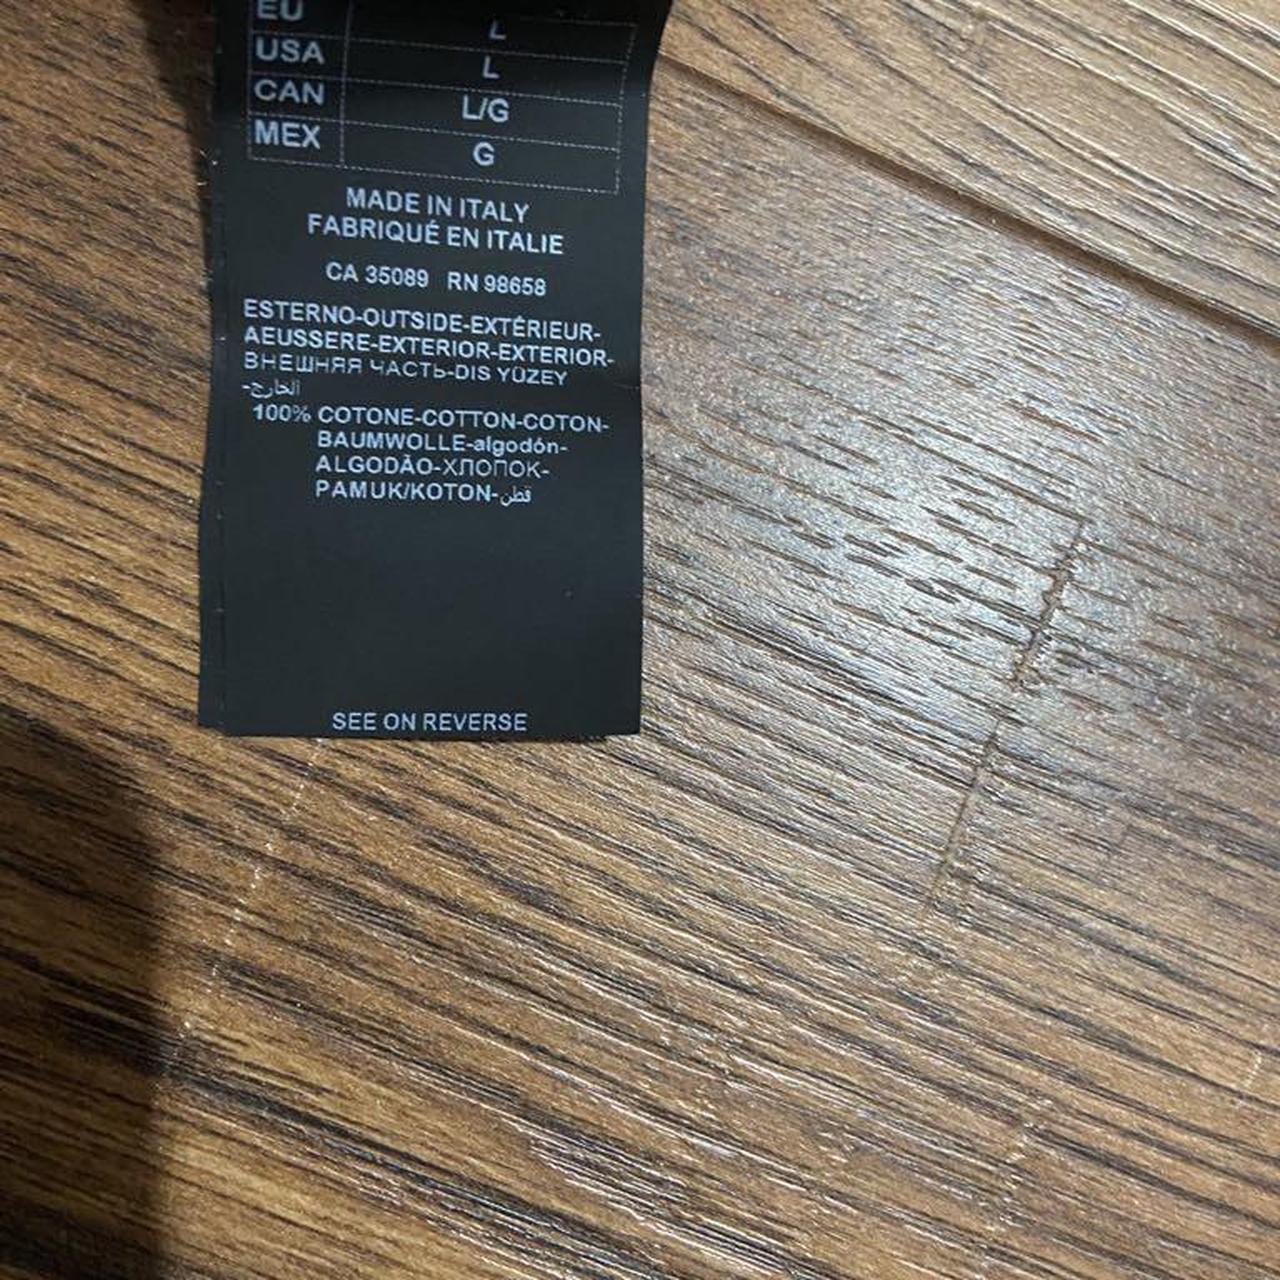 EU L
USA L
CAN L/G
MEX G
MADE IN ITALY
FABRIQUÉ EN ITALIE
CA 35089 RN 98658
ESTERNO-OUTSIDE-EXTÉRIEUR-
AEUSSERE-EXTERIOR-EXTERIOR-
ВНЕШНЯЯ ЧАСТЬ-DIS YÜZEY
-الخارج
100% COTONE-COTTON-COTON-
BAUMWOLLE-algodón-
ALGODÃO-ХЛОПОК-
PAMUK/KOTON-قطن
SEE ON REVERSE